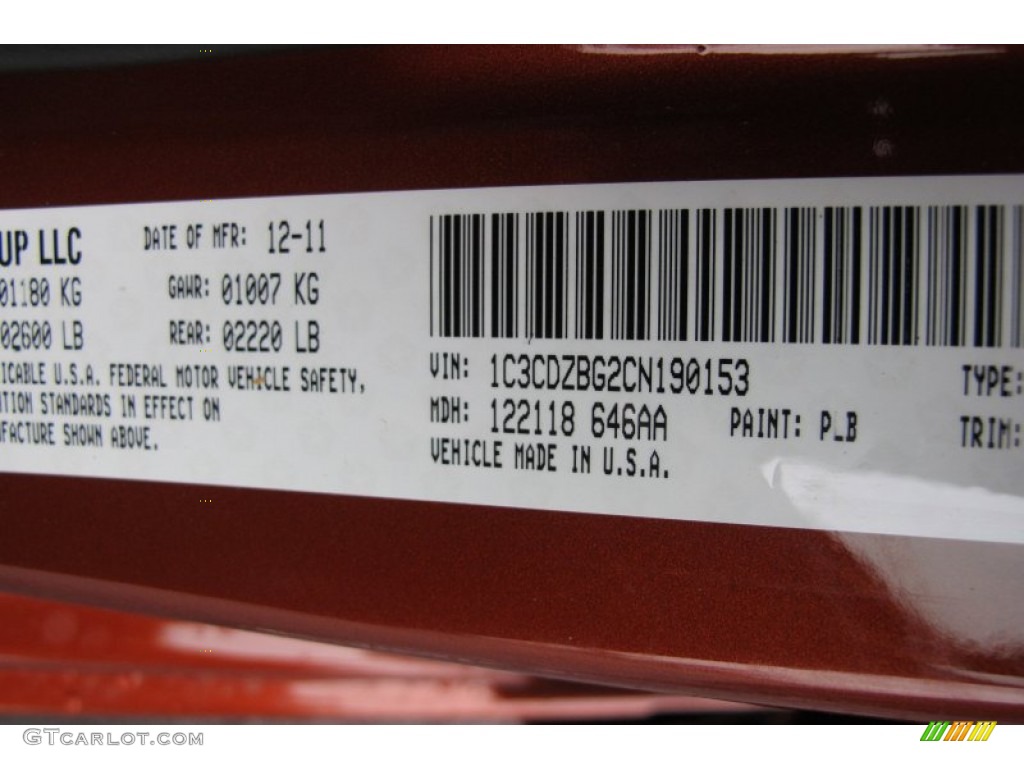 UP LLC DATE OF MFR: 12-11
01180 KG GAWR: 01007 KG
02600 LB REAR: 02220 LB
ICABLE U.S.A. FEDERAL MOTOR VEHICLE SAFETY,
TION STANDARDS IN EFFECT ON
FACTURE SHOWN ABOVE.
VIN: 1C3CDZBG2CN190153 TYPE:
MDH: 122118 646AA PAINT: P_B TRIM:
VEHICLE MADE IN U.S.A.
GTCARLOT.COM